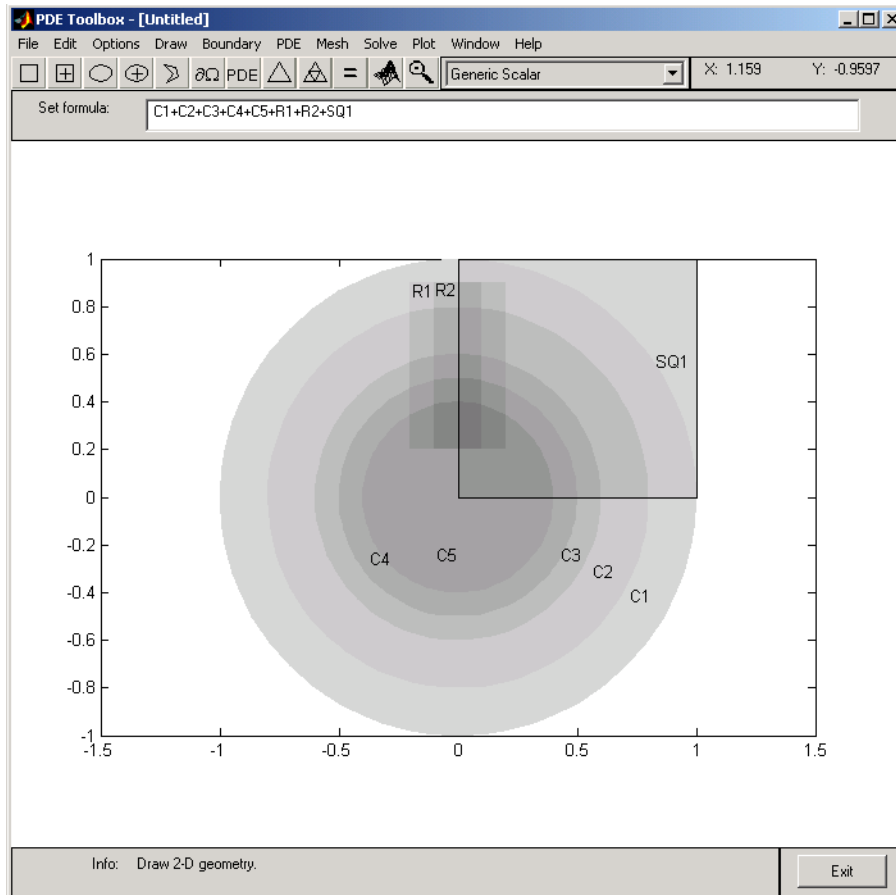 PDE Toolbox - [Untitled]
File Edit Options Draw Boundary PDE Mesh Solve Plot Window Help
∂Ω PDE = Generic Scalar X: 1.159 Y: -0.9597
Set formula: C1+C2+C3+C4+C5+R1+R2+SQ1
1
R1 R2
0.8
0.6
SQ1
0.4
0.2
0
-0.2
C4 C5 C3
C2
-0.4
C1
-0.6
-0.8
-1
-1.5 -1 -0.5 0 0.5 1 1.5
Info: Draw 2-D geometry.
Exit